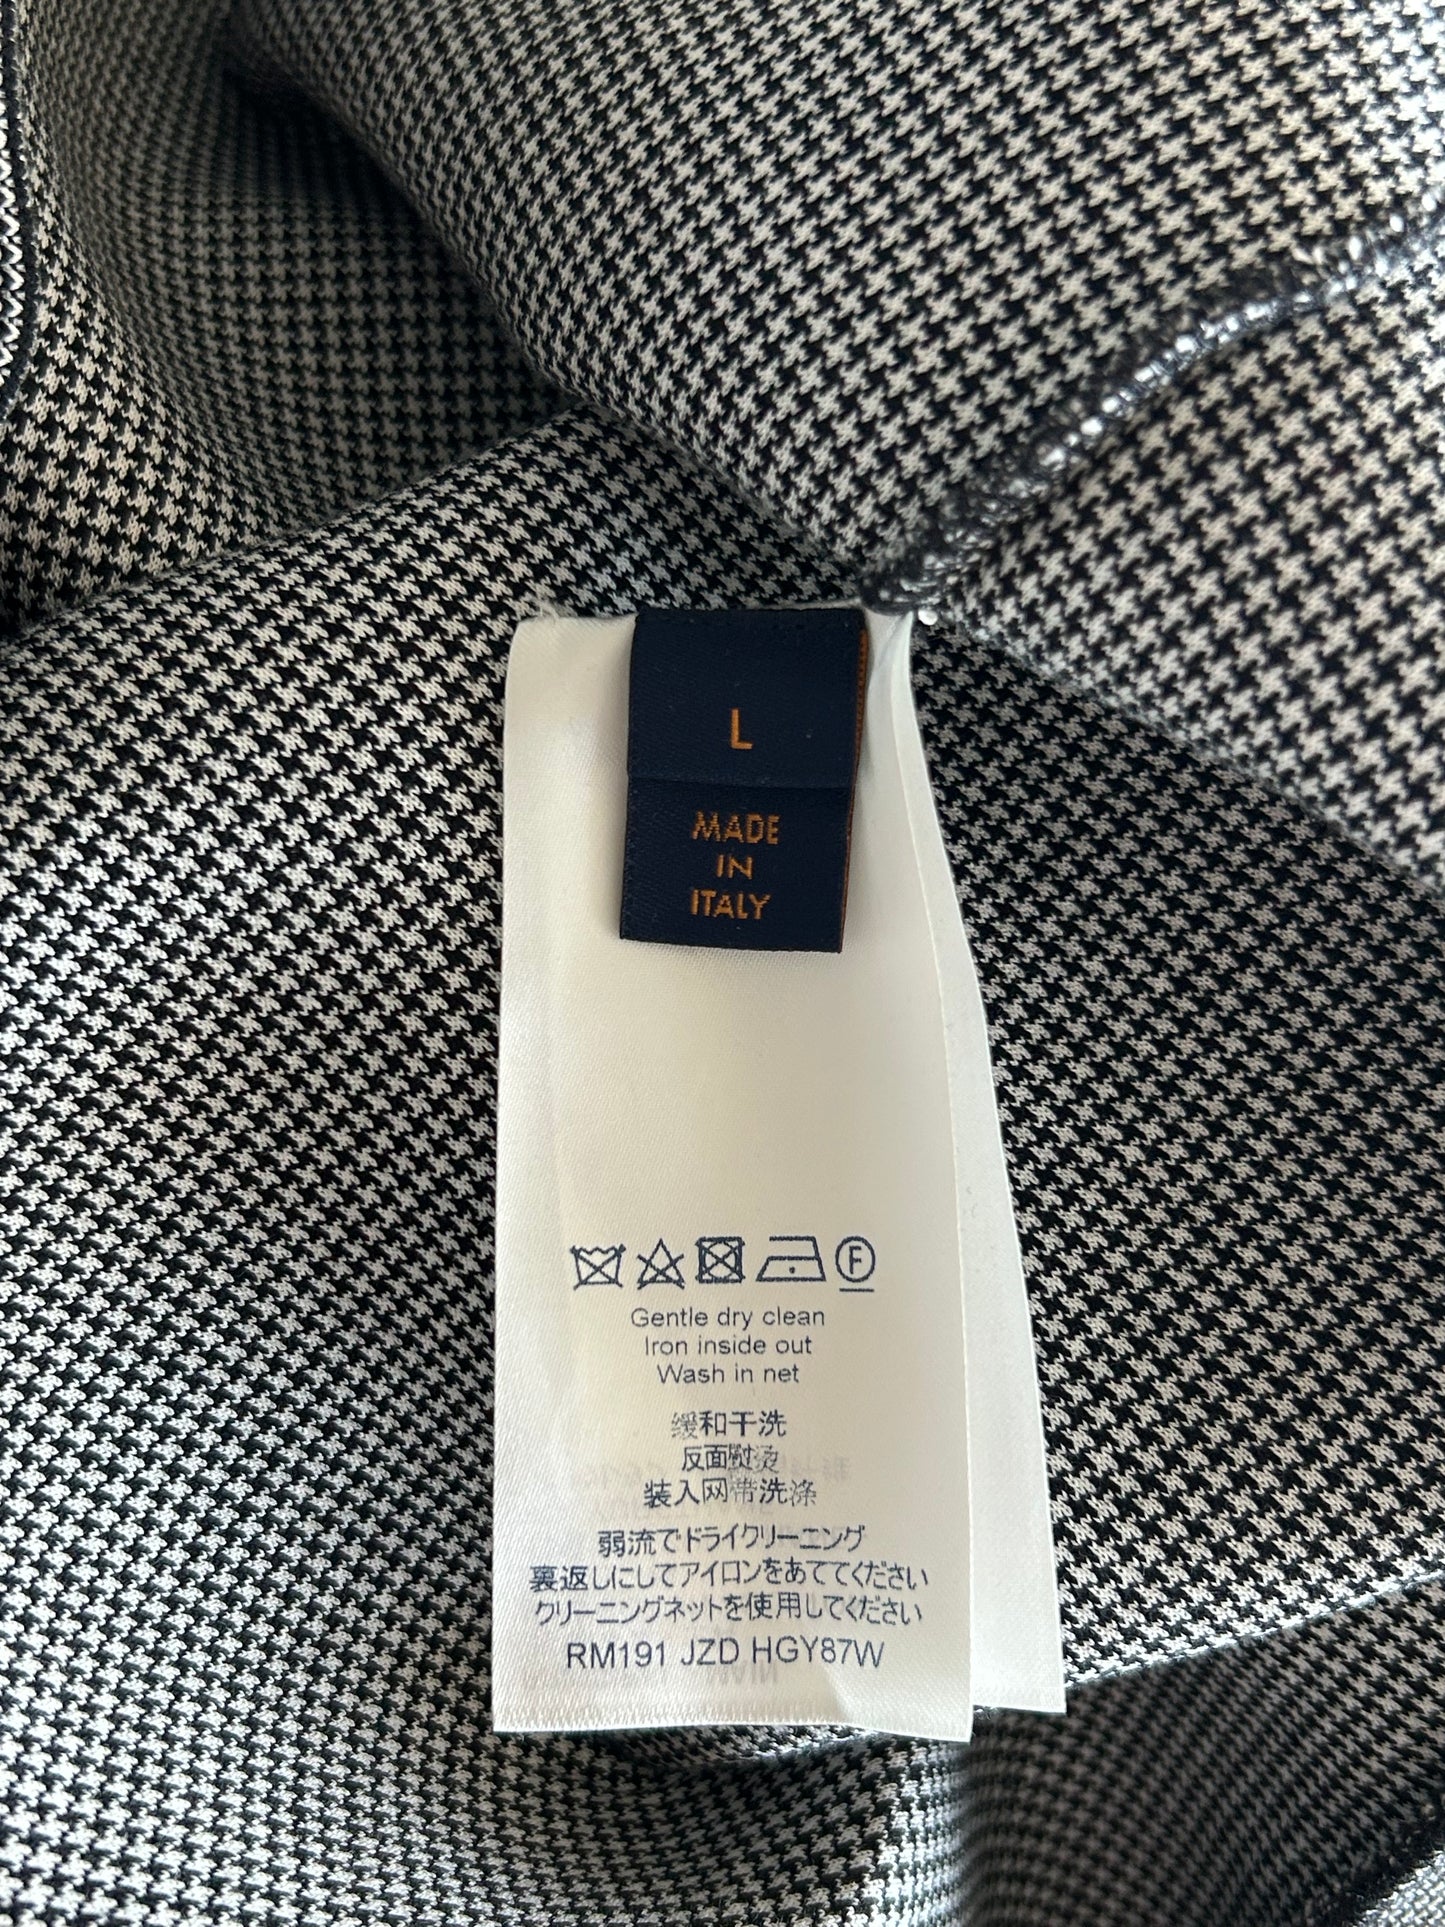 L
MADE
IN
ITALY
F
Gentle dry clean
Iron inside out
Wash in net
缓和干洗
反面熨烫
装入网带洗涤
弱流でドライクリーニング
裏返しにしてアイロンをあててください
クリーニングネットを使用してください
RM191 JZD HGY87W